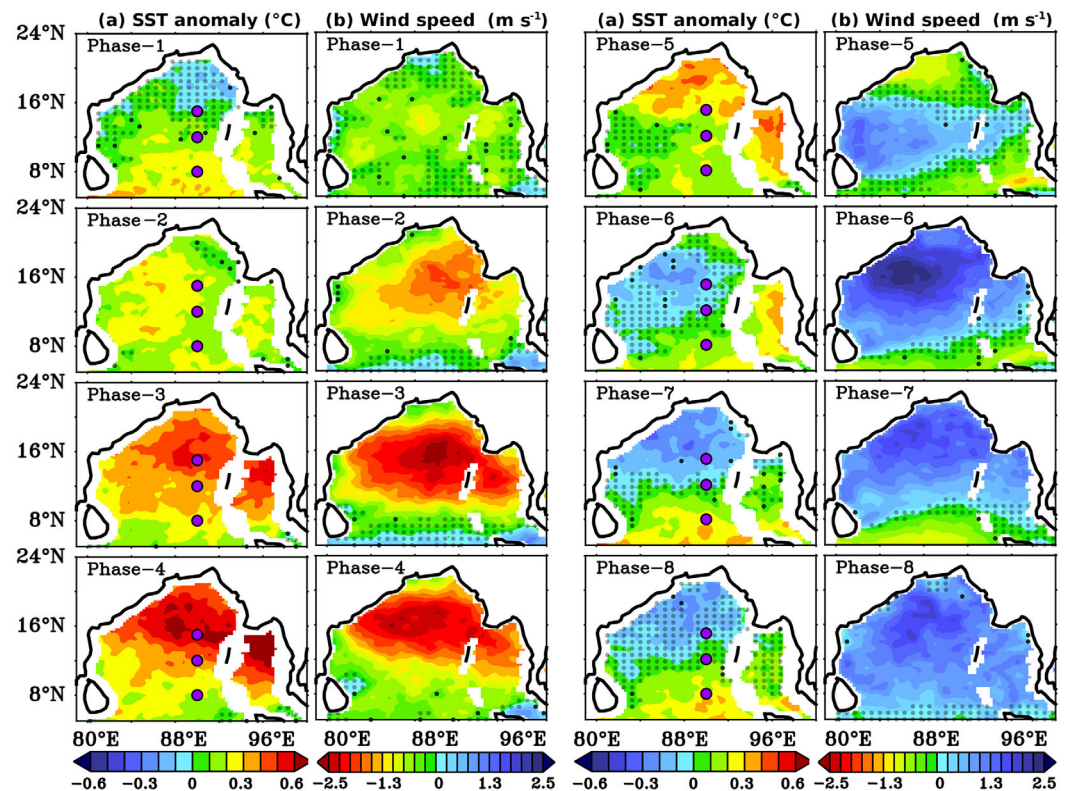 (a) SST anomaly (°C) (b) Wind speed (m s⁻¹) (a) SST anomaly (°C) (b) Wind speed (m s⁻¹)
24°N Phase-1 Phase-1 Phase-5 Phase-5
16°N
8°N
24°N Phase-2 Phase-2 Phase-6 Phase-6
16°N
8°N
24°N Phase-3 Phase-3 Phase-7 Phase-7
16°N
8°N
24°N Phase-4 Phase-4 Phase-8 Phase-8
16°N
8°N
80°E 88°E 96°E 80°E 88°E 96°E 80°E 88°E 96°E 80°E 88°E 96°E
−0.6 −0.3 0 0.3 0.6 −2.5 −1.3 0 1.3 2.5 −0.6 −0.3 0 0.3 0.6 −2.5 −1.3 0 1.3 2.5